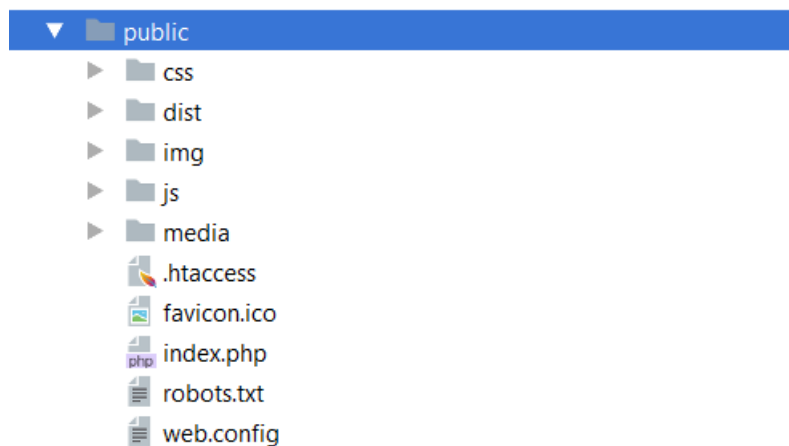 public
css
dist
img
js
media
.htaccess
favicon.ico
php index.php
robots.txt
web.config